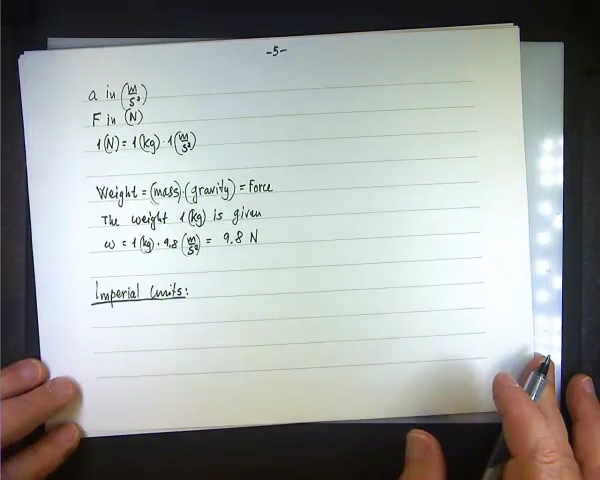 -5-
a in (m/s²)
F in (N)
1(N) = 1(kg) · 1(m/s²)
Weight = (mass) · (gravity) = Force
The weight 1(kg) is given
ω = 1(kg) · 9.8 (m/s²) = 9.8 N
Imperial Units: